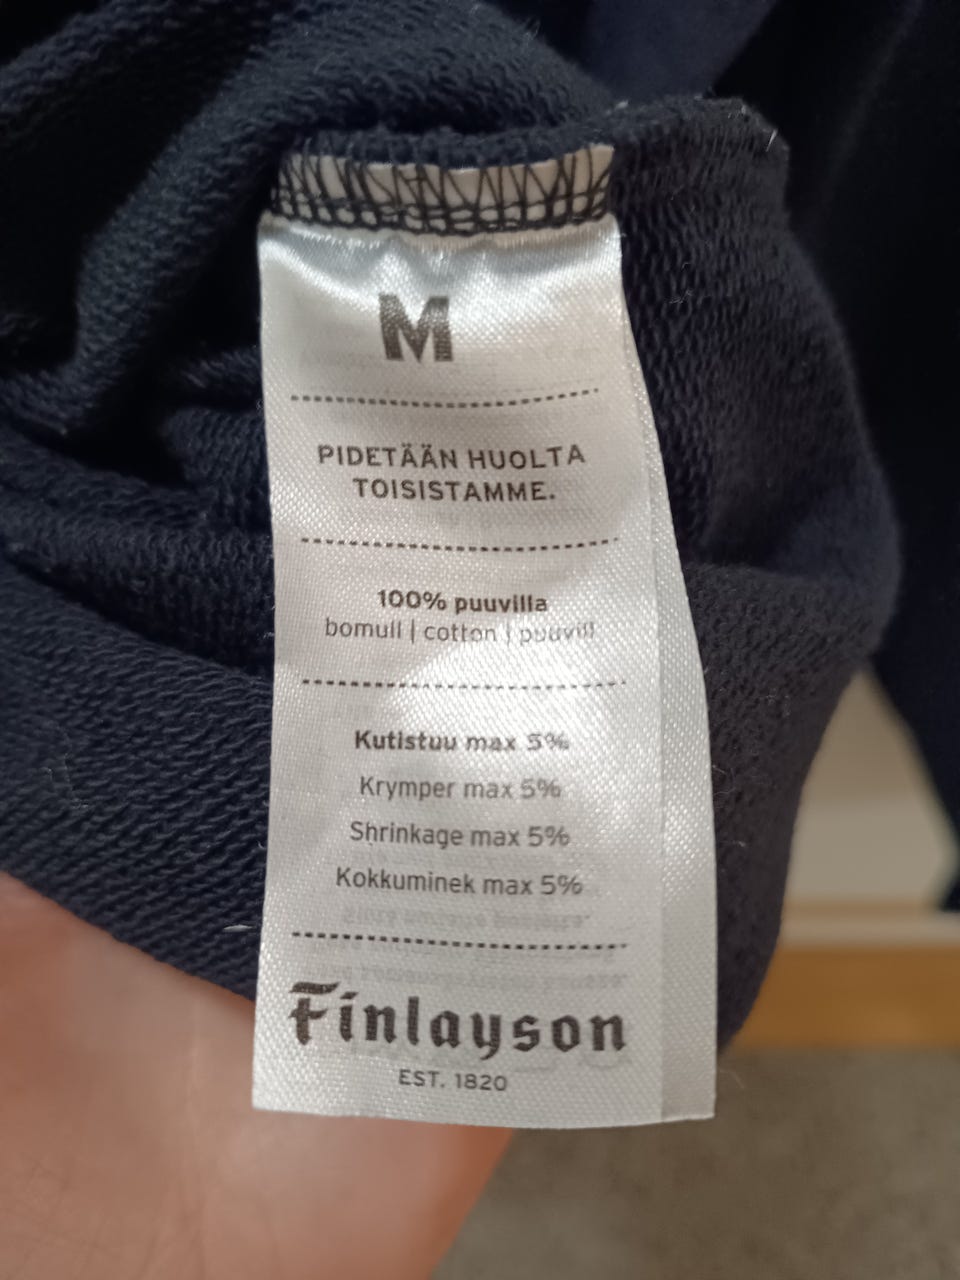 M
PIDETÄÄN HUOLTA
TOISISTAMME.
100% puuvilla
bomull | cotton | puuvill
Kutistuu max 5%
Krymper max 5%
Shrinkage max 5%
Kokkuminek max 5%
Finlayson
EST. 1820